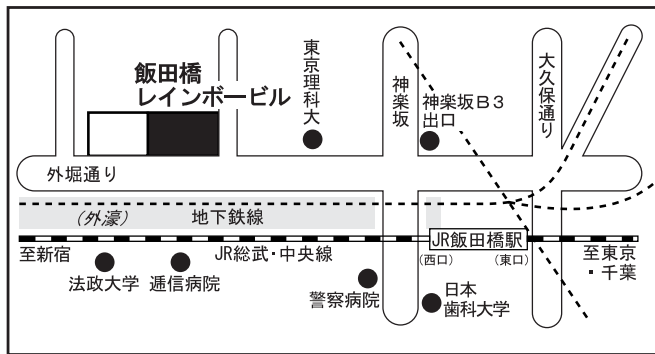 飯田橋
レインボービル
東京理科大
神楽坂
神楽坂B3
出口
大久保通り
外堀通り
(外濠)
地下鉄線
JR飯田橋駅
(西口)
(東口)
至新宿
JR総武・中央線
至東京
・千葉
法政大学
逓信病院
警察病院
日本
歯科大学